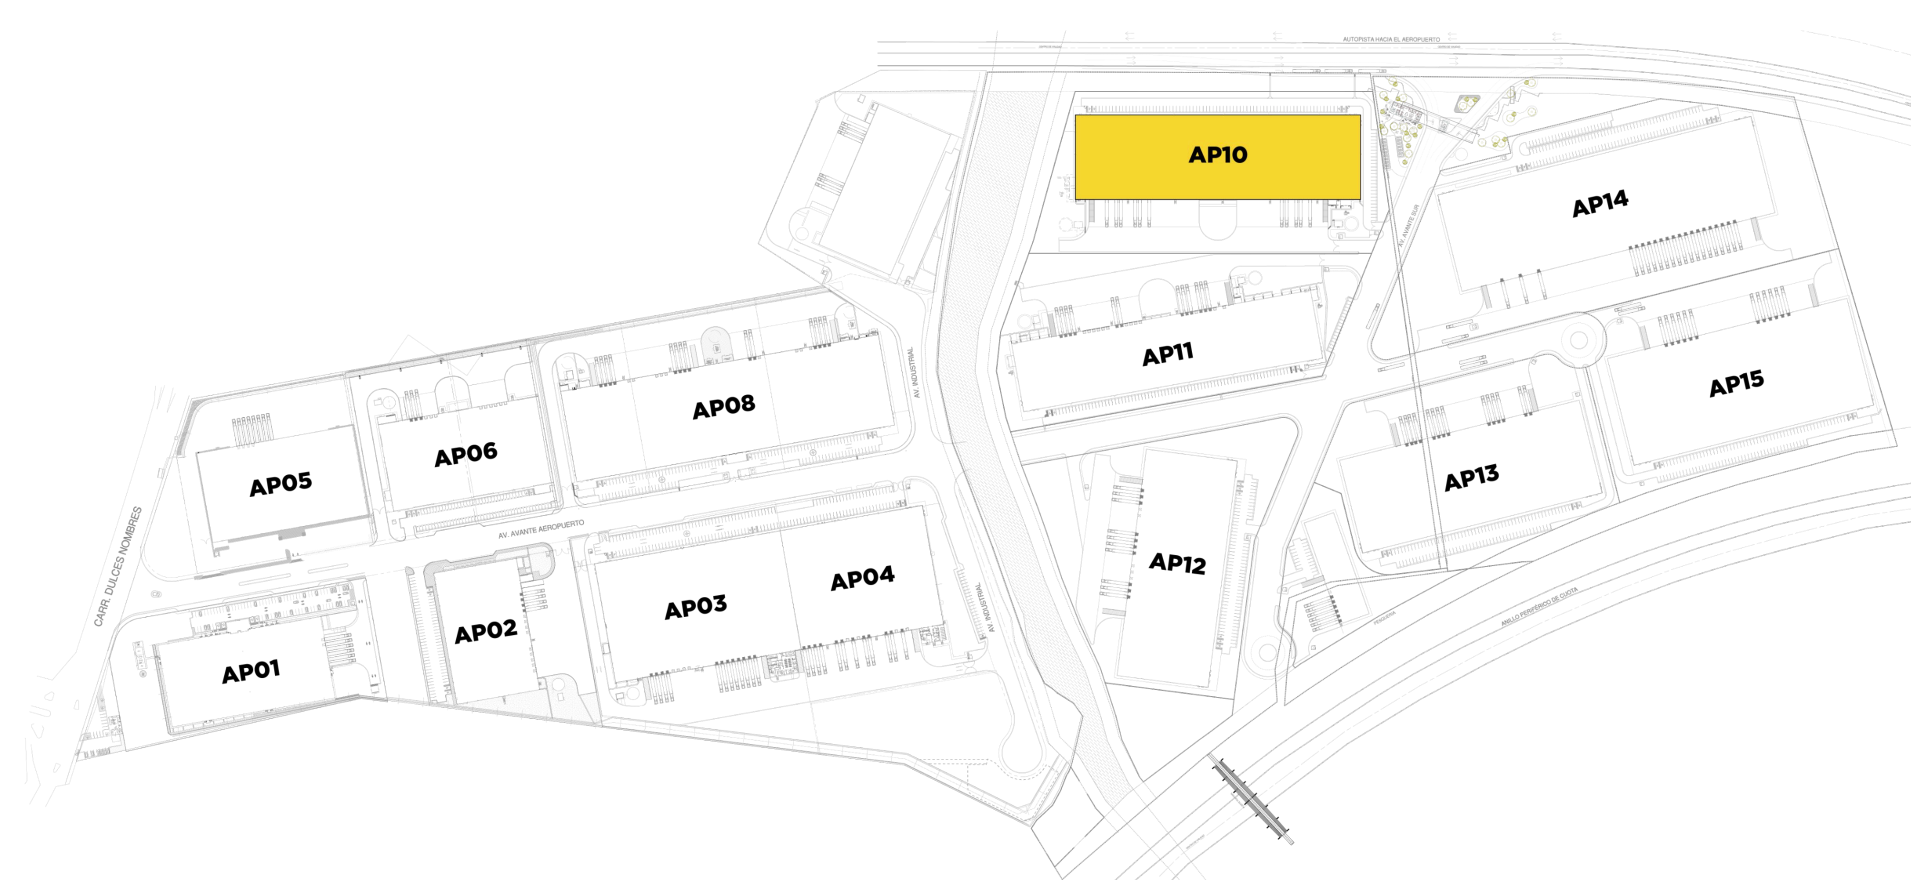 AUTOPISTA HACIA EL AEROPUERTO
AP10
AP14
AV. AVANTE SUR
AP11
AV. INDUSTRIAL
AP15
AP08
AP06
AP05
AP13
CARR. DULCES NOMBRES
AV. AVANTE AEROPUERTO
AP12
AP04
AP03
AV. INDUSTRIAL
AP02
AP01
ANILLO PERIFÉRICO DE CUOTA